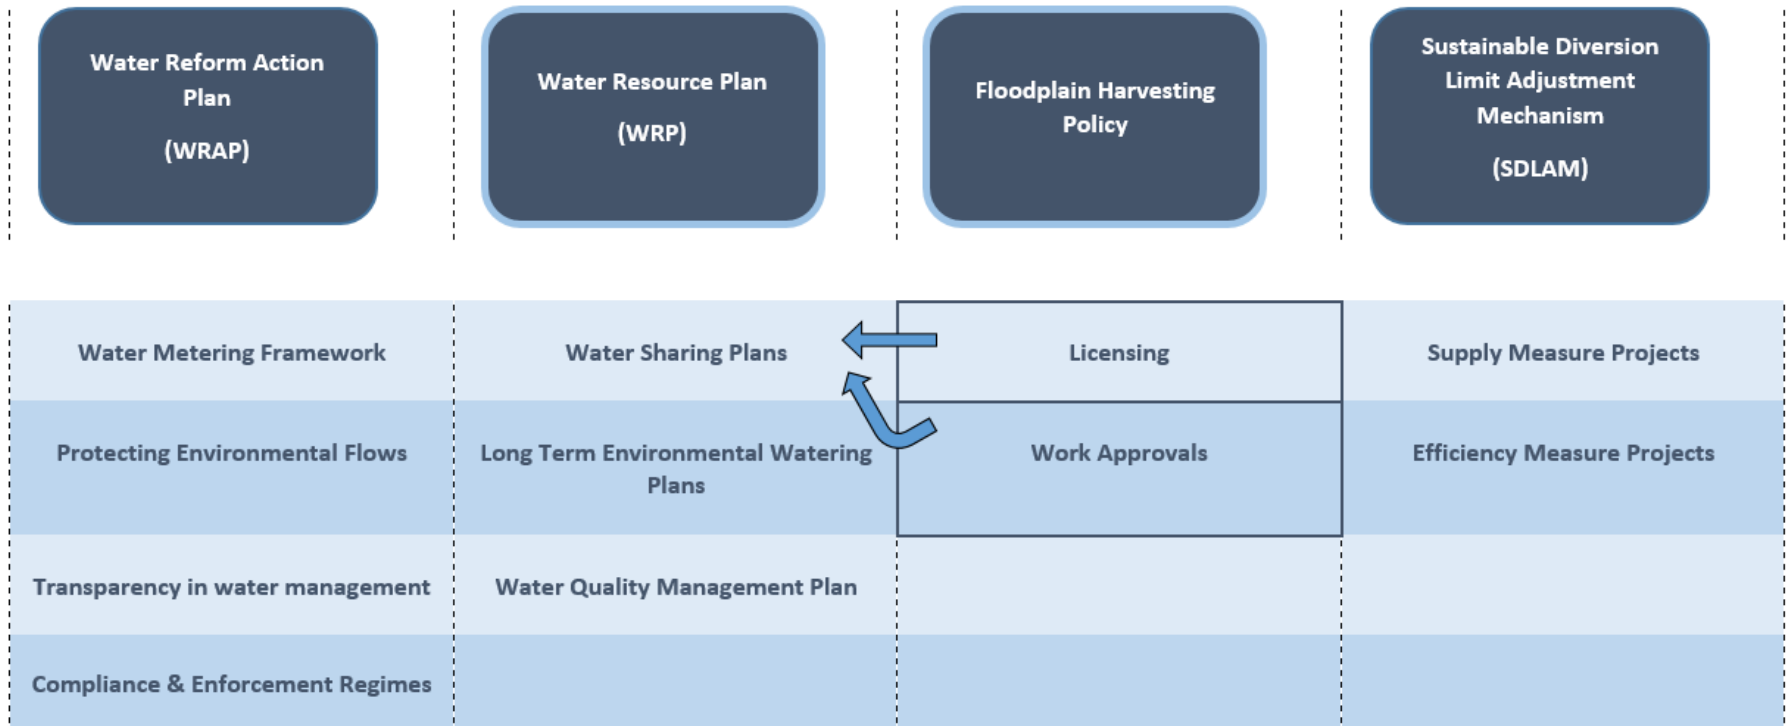 Water Reform Action
Plan
(WRAP)
Water Resource Plan
(WRP)
Floodplain Harvesting
Policy
Sustainable Diversion
Limit Adjustment
Mechanism
(SDLAM)
Water Metering Framework
Water Sharing Plans
Licensing
Supply Measure Projects
Protecting Environmental Flows
Long Term Environmental Watering
Plans
Work Approvals
Efficiency Measure Projects
Transparency in water management
Water Quality Management Plan
Compliance & Enforcement Regimes